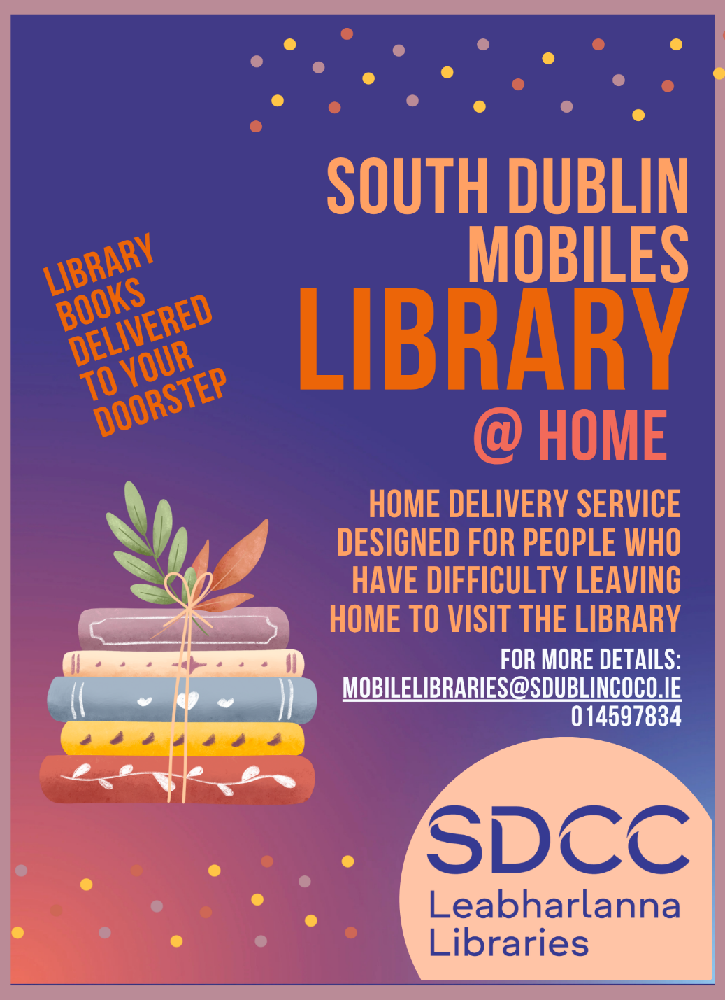 SOUTH DUBLIN
MOBILES
LIBRARY
@ HOME
LIBRARY
BOOKS
DELIVERED
TO YOUR
DOORSTEP
HOME DELIVERY SERVICE
DESIGNED FOR PEOPLE WHO
HAVE DIFFICULTY LEAVING
HOME TO VISIT THE LIBRARY
FOR MORE DETAILS:
MOBILELIBRARIES@SDUBLINCOCO.IE
014597834
SDCC
Leabharlanna
Libraries